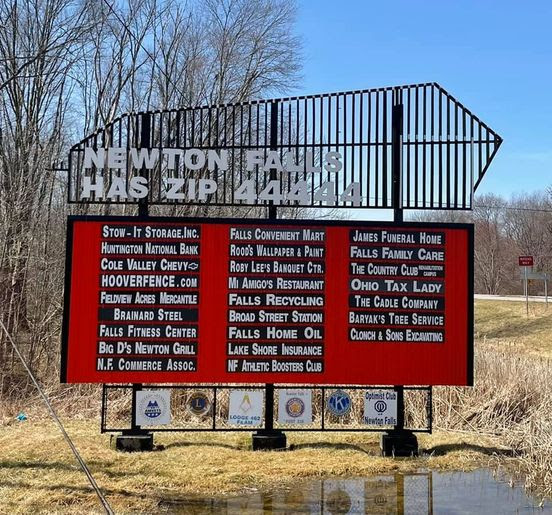 NEWTON FALLS
HAS ZIP 44444
STOW-IT STORAGE,INC.
HUNTINGTON NATIONAL BANK
COLE VALLEY CHEVY
HOOVERFENCE.COM
FIELDVIEW ACRES MERCANTILE
BRAINARD STEEL
FALLS FITNESS CENTER
BIG D'S NEWTON GRILL
N.F. COMMERCE ASSOC.
FALLS CONVENIENT MART
ROOD'S WALLPAPER & PAINT
ROBY LEE'S BANQUET CTR.
MI AMIGO'S RESTAURANT
FALLS RECYCLING
BROAD STREET STATION
FALLS HOME OIL
LAKE SHORE INSURANCE
NF ATHLETIC BOOSTERS CLUB
JAMES FUNERAL HOME
FALLS FAMILY CARE
THE COUNTRY CLUB REHABILITATION CAMPUS
OHIO TAX LADY
THE CADLE COMPANY
BARYAK'S TREE SERVICE
CLONCH & SONS EXCAVATING
LODGE 462
F&AM
Optimist Club
Newton Falls